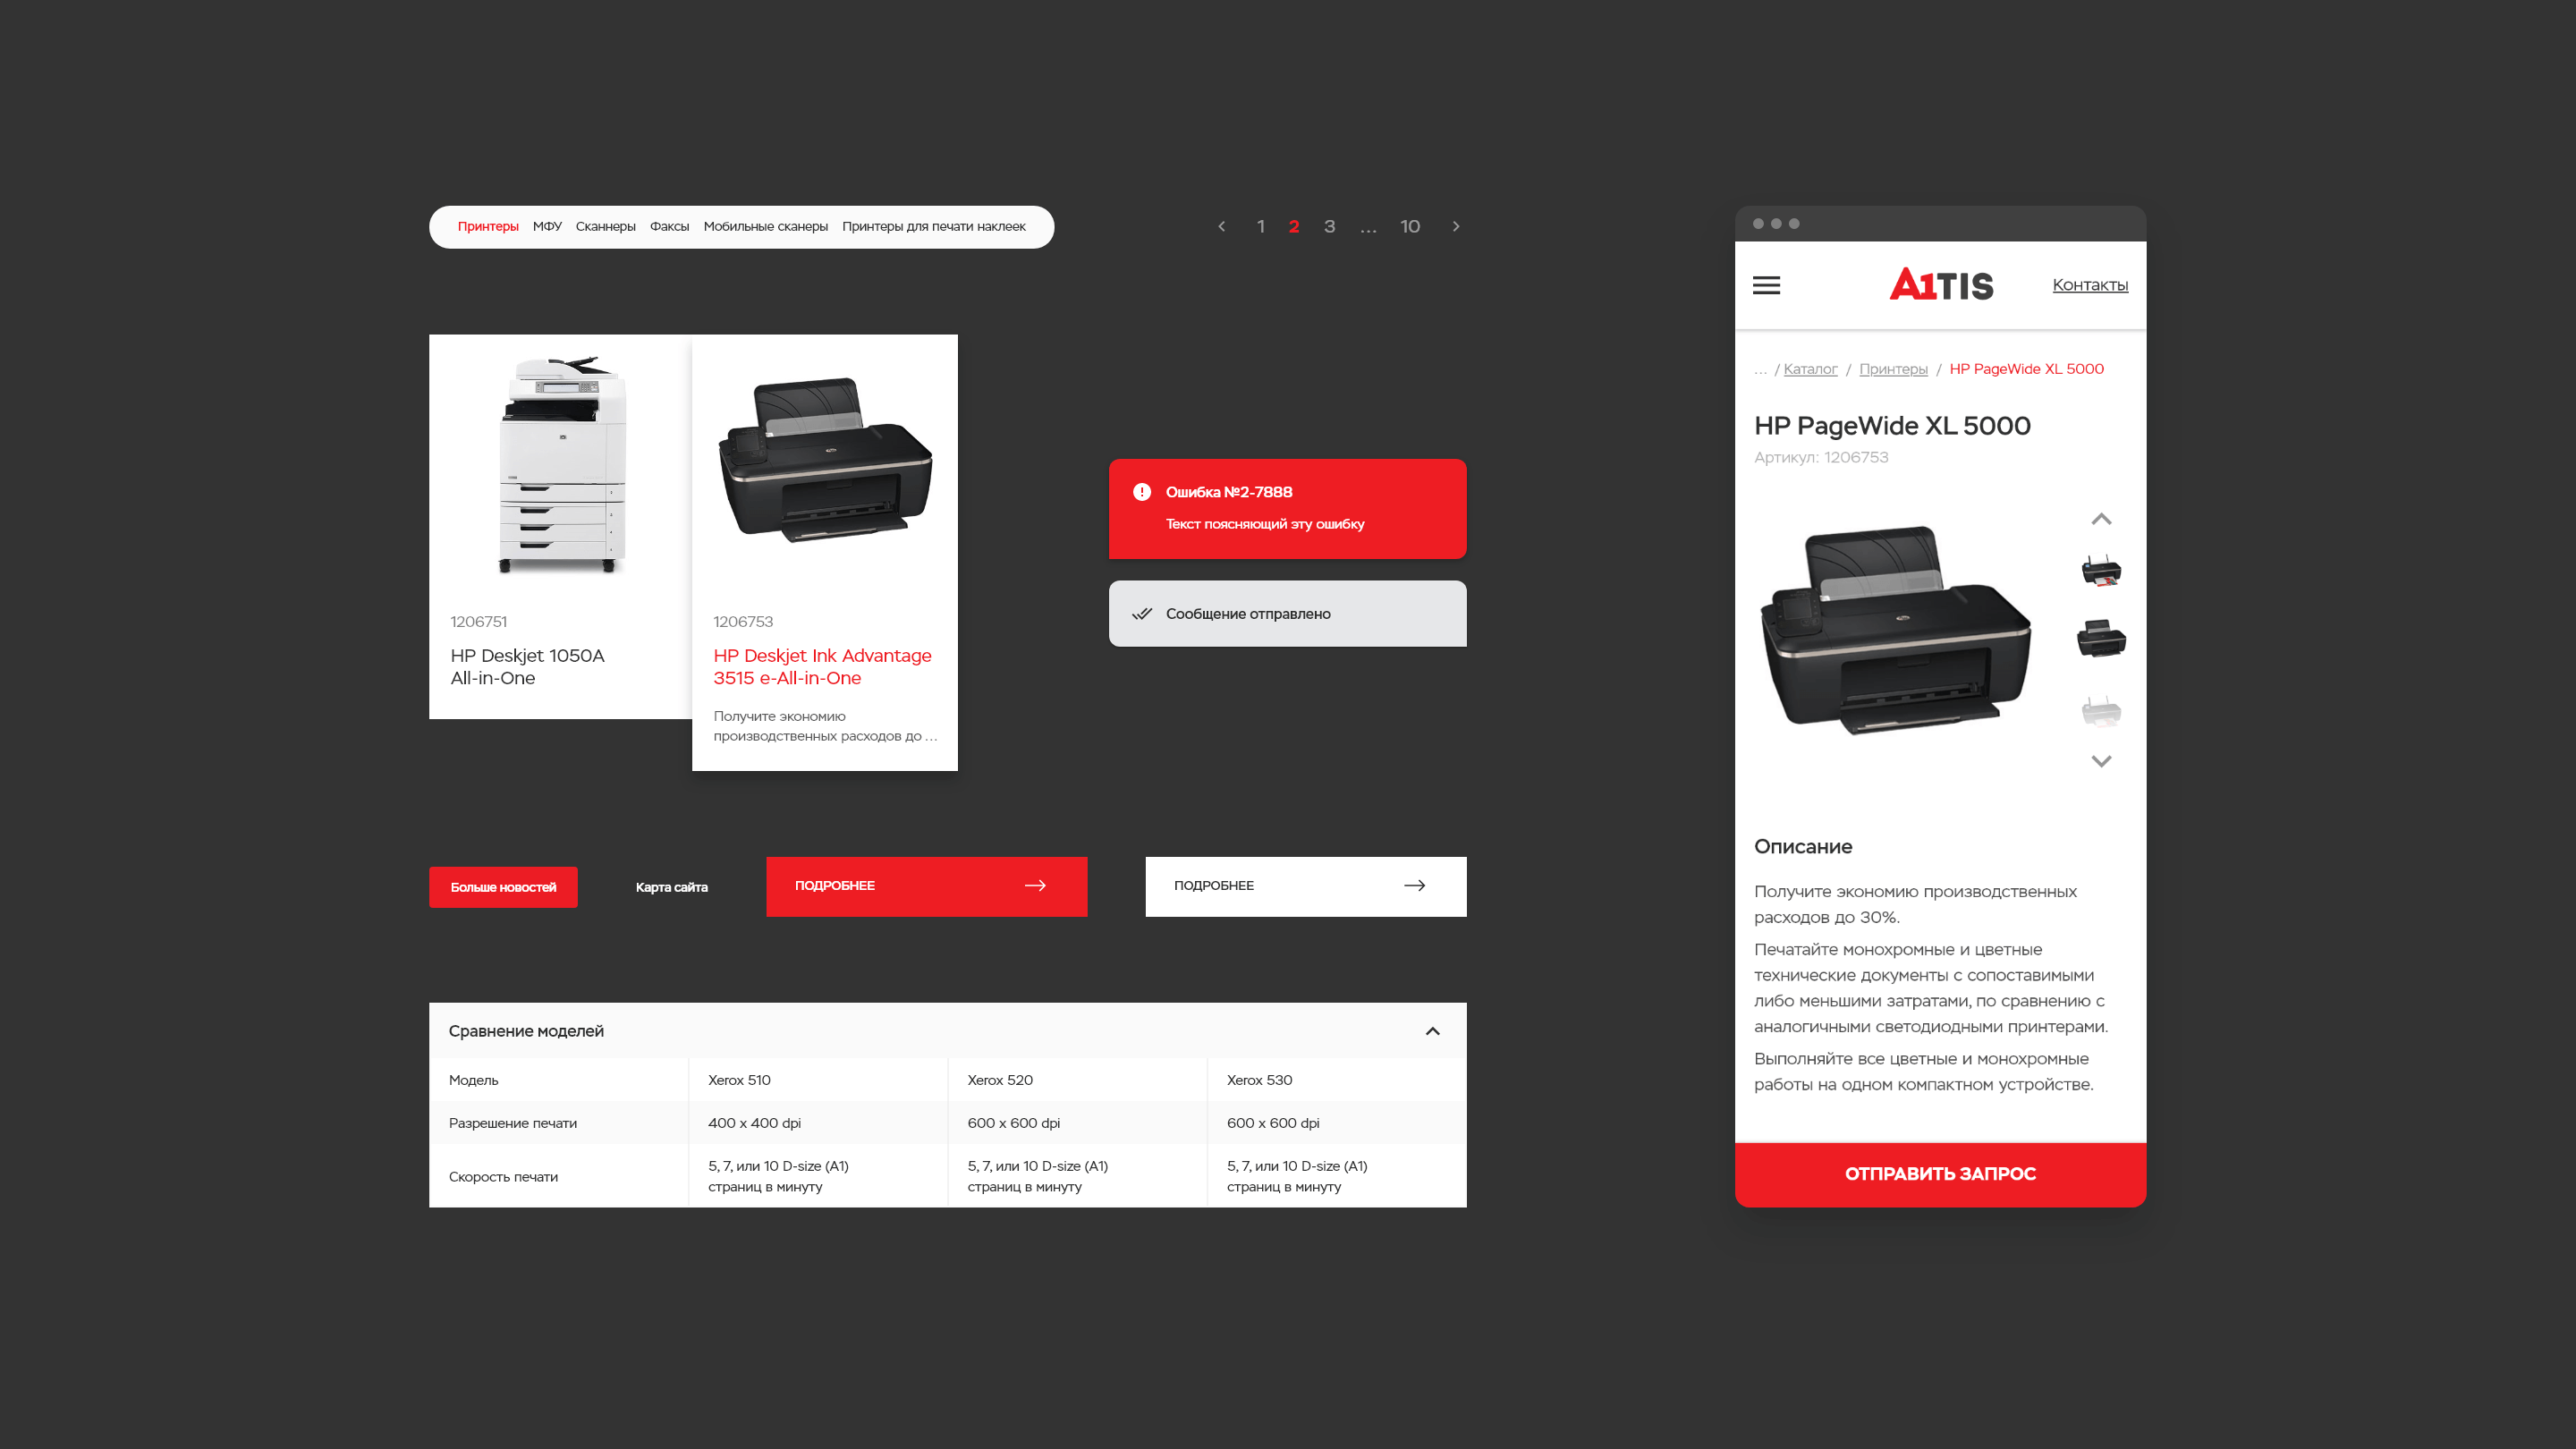 Принтеры МФУ Сканнеры Факсы Мобильные сканеры Принтеры для печати наклеек
1 2 3 ... 10
1206751
HP Deskjet 1050A
All-in-One
1206753
HP Deskjet Ink Advantage
3515 e-All-in-One
Получите экономию
производственных расходов до ...
Ошибка №2-7888
Текст поясняющий эту ошибку
Сообщение отправлено
Больше новостей
Карта сайта
ПОДРОБНЕЕ
ПОДРОБНЕЕ
Сравнение моделей
Модель Xerox 510 Xerox 520 Xerox 530
Разрешение печати 400 x 400 dpi 600 x 600 dpi 600 x 600 dpi
Скорость печати
5, 7, или 10 D-size (A1)
страниц в минуту
5, 7, или 10 D-size (A1)
страниц в минуту
5, 7, или 10 D-size (A1)
страниц в минуту
A1TIS
Контакты
... / Каталог / Принтеры / HP PageWide XL 5000
HP PageWide XL 5000
Артикул: 1206753
Описание
Получите экономию производственных
расходов до 30%.
Печатайте монохромные и цветные
технические документы с сопоставимыми
либо меньшими затратами, по сравнению с
аналогичными светодиодными принтерами.
Выполняйте все цветные и монохромные
работы на одном компактном устройстве.
ОТПРАВИТЬ ЗАПРОС